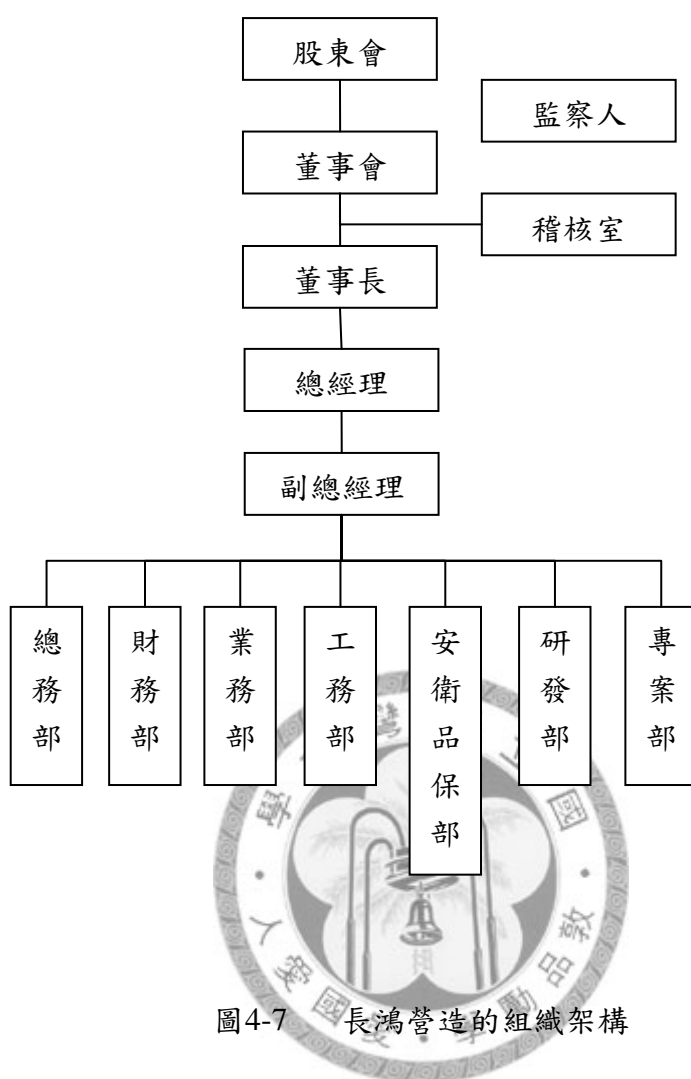 股東會
監察人
董事會
稽核室
董事長
總經理
副總經理
總務部
財務部
業務部
工務部
安衛品保部
研發部
專案部
圖4-7 長鴻營造的組織架構